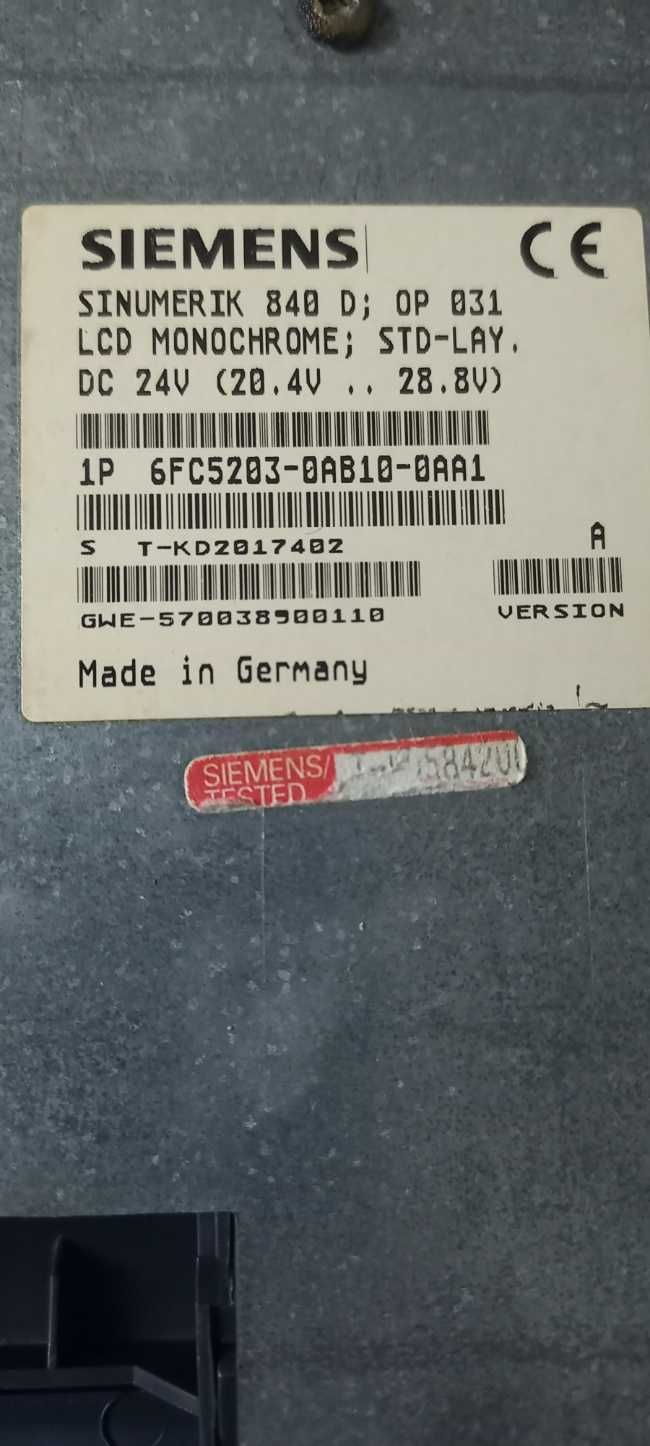 SIEMENS
CE
SINUMERIK 840 D; OP 031
LCD MONOCHROME; STD-LAY.
DC 24V (20.4V .. 28.8V)
1P 6FC5203-0AB10-0AA1
S T-KD2017402
A
GWE-570038900110
VERSION
Made in Germany
SIEMENS/
TESTED